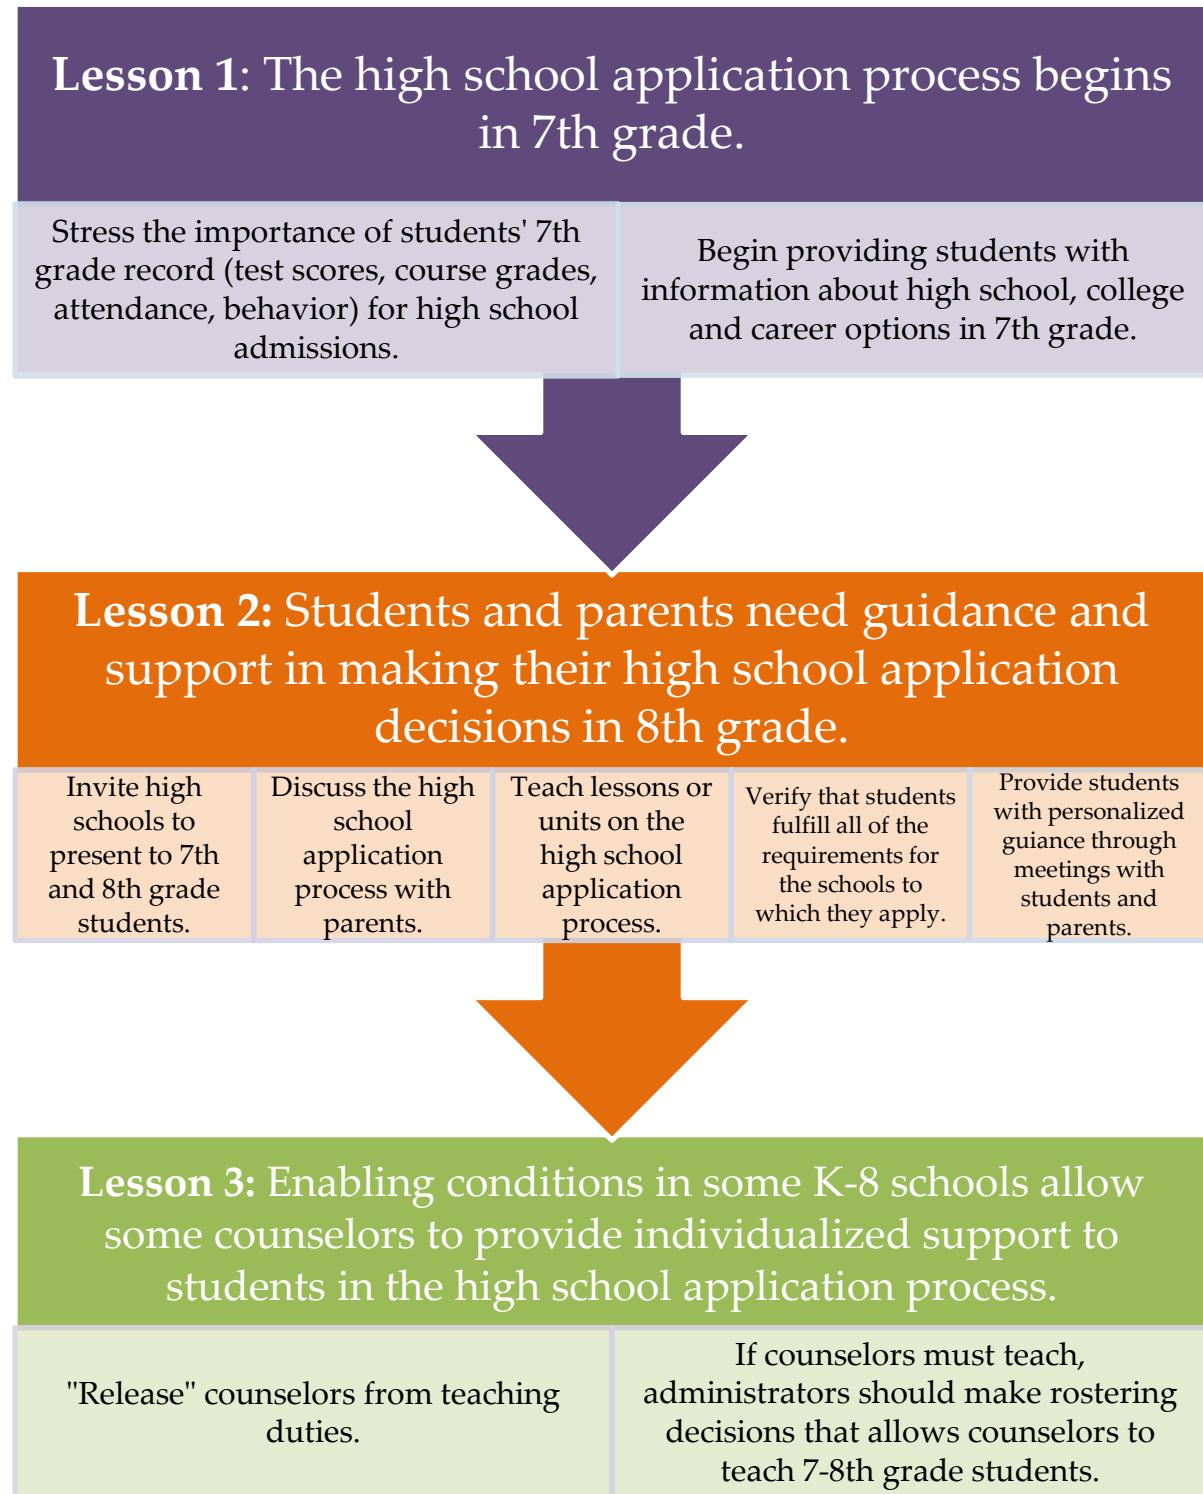 Lesson 1: The high school application process begins
in 7th grade.
Stress the importance of students' 7th
grade record (test scores, course grades,
attendance, behavior) for high school
admissions.
Begin providing students with
information about high school, college
and career options in 7th grade.
Lesson 2: Students and parents need guidance and
support in making their high school application
decisions in 8th grade.
Invite high
schools to
present to 7th
and 8th grade
students.
Discuss the high
school
application
process with
parents.
Teach lessons or
units on the
high school
application
process.
Verify that students
fulfill all of the
requirements for
the schools to
which they apply.
Provide students
with personalized
guiance through
meetings with
students and
parents.
Lesson 3: Enabling conditions in some K-8 schools allow
some counselors to provide individualized support to
students in the high school application process.
"Release" counselors from teaching
duties.
If counselors must teach,
administrators should make rostering
decisions that allows counselors to
teach 7-8th grade students.